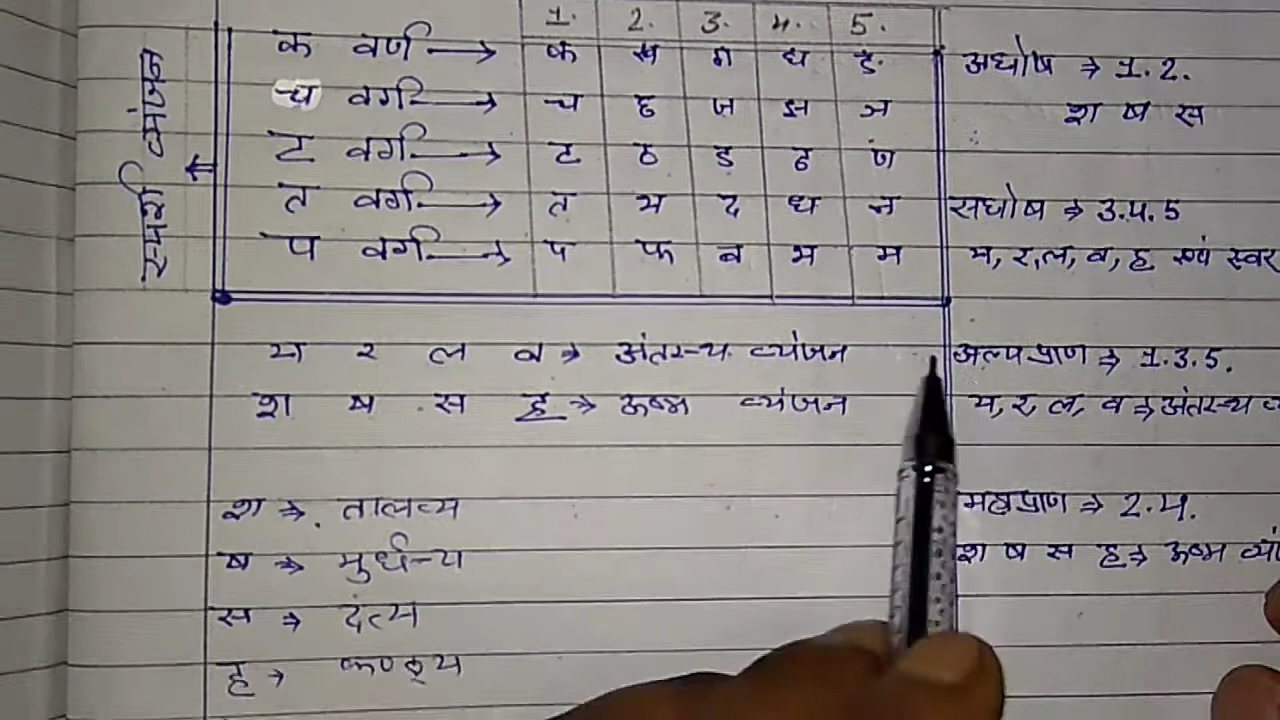 1. 2. 3. 4. 5.
स्पर्श व्यंजन
क वर्ग → क ख ग घ ङ
च वर्ग → च छ ज झ ञ
ट वर्ग → ट ठ ड ढ ण
त वर्ग → त थ द ध न
प वर्ग → प फ ब भ म
य र ल व ⇒ अंतस्थ व्यंजन
श ष स ह ⇒ ऊष्म व्यंजन
श ⇒ तालव्य
ष ⇒ मुर्धन्य
स ⇒ दंत्य
ह → कण्ठ्य
अघोष ⇒ 1.2.
श ष स
सघोष ⇒ 3.4.5
य, र, ल, व, ह एवं स्वर
अल्पप्राण ⇒ 1.3.5.
य, र, ल, व ⇒ अंतस्थ
महाप्राण ⇒ 2.4.
श ष स ह ⇒ ऊष्म